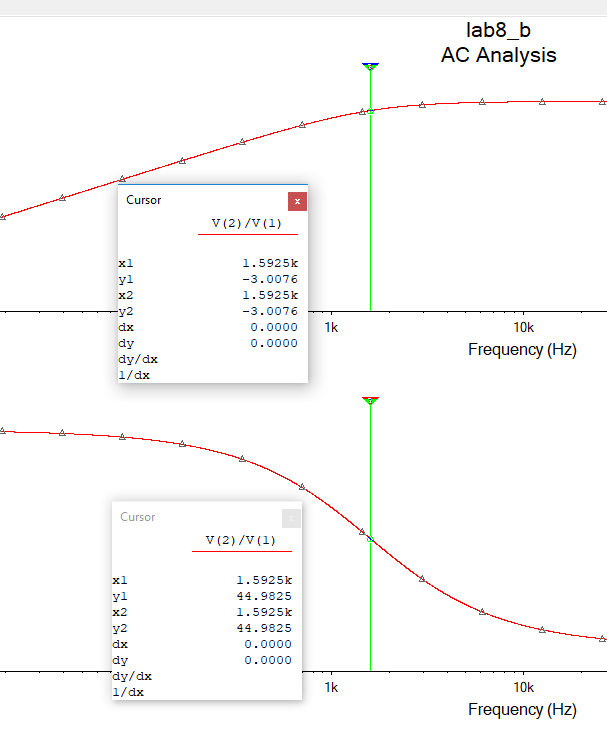 lab8_b
AC Analysis
Cursor
x
V(2)/V(1)
x1 1.5925k
y1 -3.0076
x2 1.5925k
y2 -3.0076
dx 0.0000
dy 0.0000
dy/dx
1/dx
1k 10k
Frequency (Hz)
Cursor
x
V(2)/V(1)
x1 1.5925k
y1 44.9825
x2 1.5925k
y2 44.9825
dx 0.0000
dy 0.0000
dy/dx
1/dx
1k 10k
Frequency (Hz)